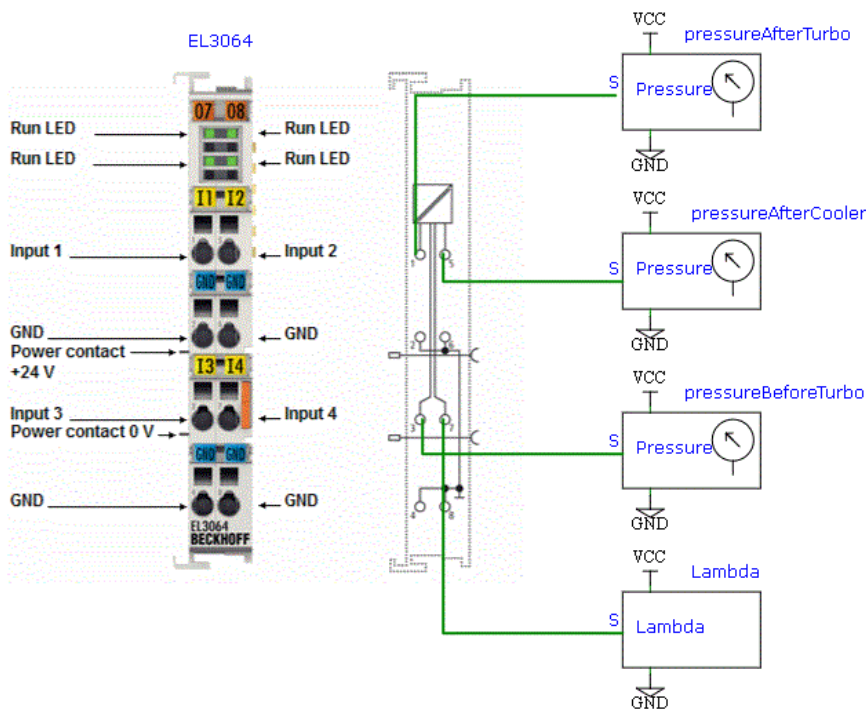 EL3064
07 08
Run LED
Run LED
Run LED
Run LED
I1 I2
Input 1
Input 2
GND GND
GND
GND
Power contact
+24 V
I3 I4
Input 3
Input 4
Power contact 0 V
GND GND
GND
GND
EL3064
BECKHOFF
1
5
2
6
3
7
4
8
VCC
pressureAfterTurbo
S
Pressure
GND
VCC
pressureAfterCooler
S
Pressure
GND
VCC
pressureBeforeTurbo
S
Pressure
GND
VCC
Lambda
S
Lambda
GND